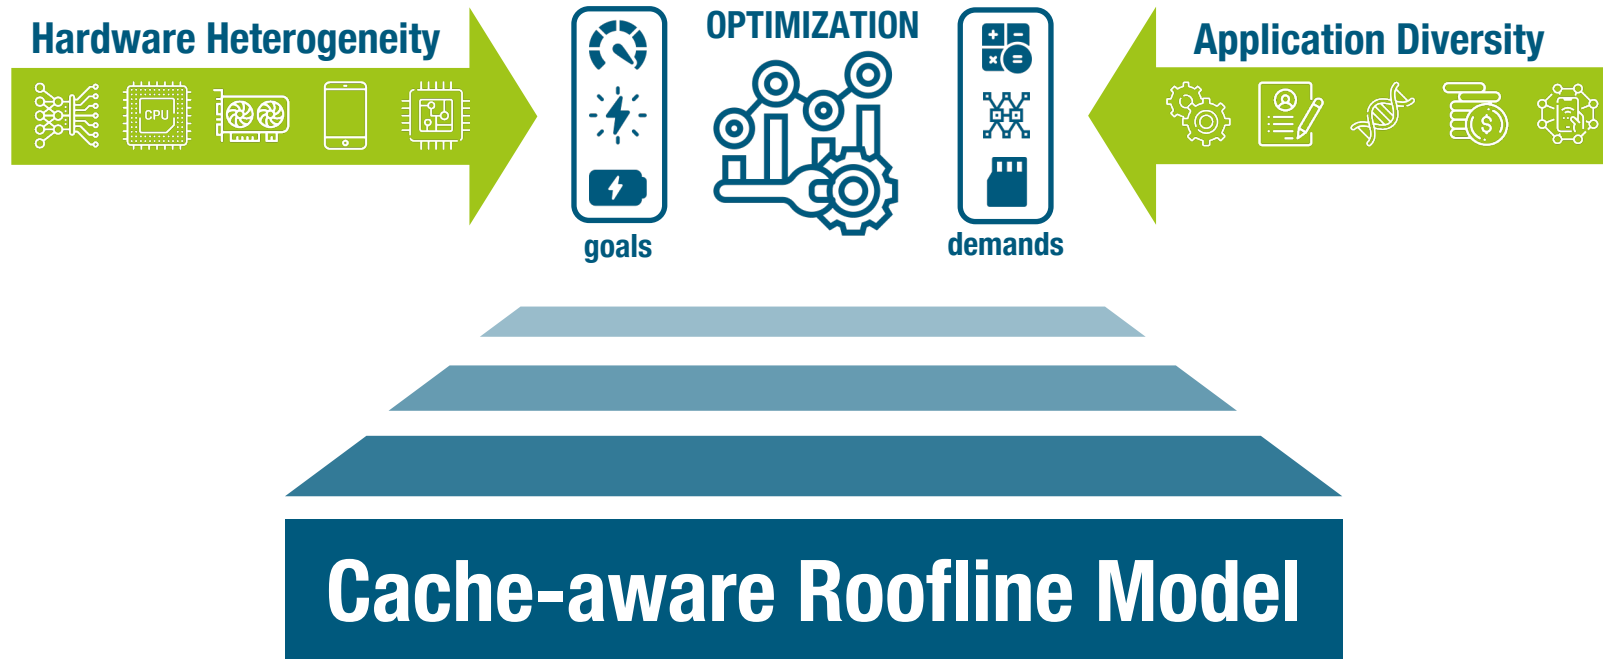 Hardware Heterogeneity
OPTIMIZATION
Application Diversity
CPU
goals
demands
Cache-aware Roofline Model